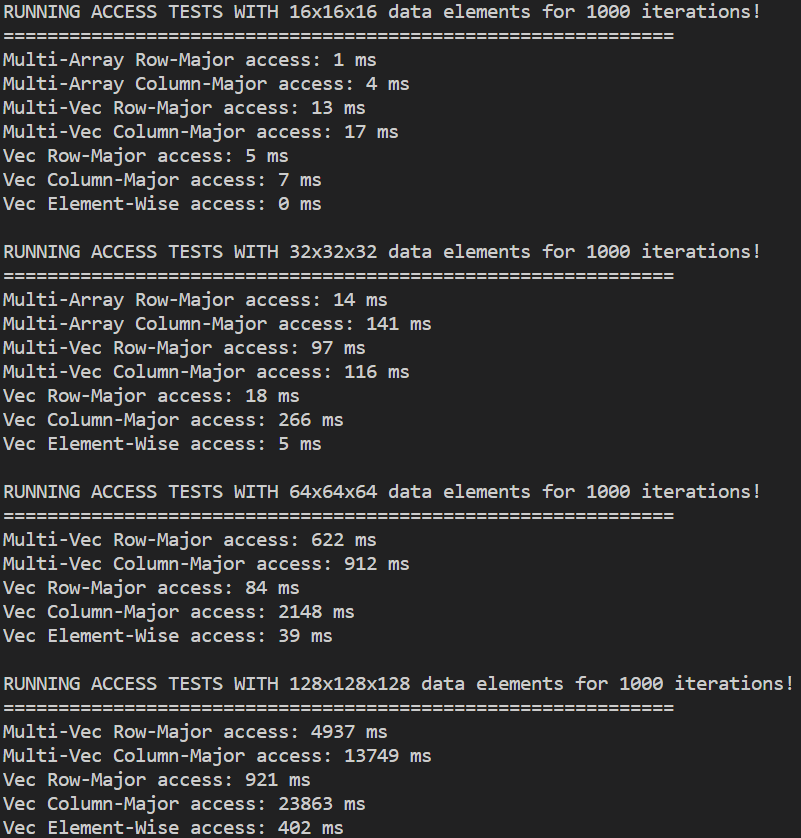 RUNNING ACCESS TESTS WITH 16x16x16 data elements for 1000 iterations!
=============================================================
Multi-Array Row-Major access: 1 ms
Multi-Array Column-Major access: 4 ms
Multi-Vec Row-Major access: 13 ms
Multi-Vec Column-Major access: 17 ms
Vec Row-Major access: 5 ms
Vec Column-Major access: 7 ms
Vec Element-Wise access: 0 ms
RUNNING ACCESS TESTS WITH 32x32x32 data elements for 1000 iterations!
=============================================================
Multi-Array Row-Major access: 14 ms
Multi-Array Column-Major access: 141 ms
Multi-Vec Row-Major access: 97 ms
Multi-Vec Column-Major access: 116 ms
Vec Row-Major access: 18 ms
Vec Column-Major access: 266 ms
Vec Element-Wise access: 5 ms
RUNNING ACCESS TESTS WITH 64x64x64 data elements for 1000 iterations!
=============================================================
Multi-Vec Row-Major access: 622 ms
Multi-Vec Column-Major access: 912 ms
Vec Row-Major access: 84 ms
Vec Column-Major access: 2148 ms
Vec Element-Wise access: 39 ms
RUNNING ACCESS TESTS WITH 128x128x128 data elements for 1000 iterations!
=============================================================
Multi-Vec Row-Major access: 4937 ms
Multi-Vec Column-Major access: 13749 ms
Vec Row-Major access: 921 ms
Vec Column-Major access: 23863 ms
Vec Element-Wise access: 402 ms